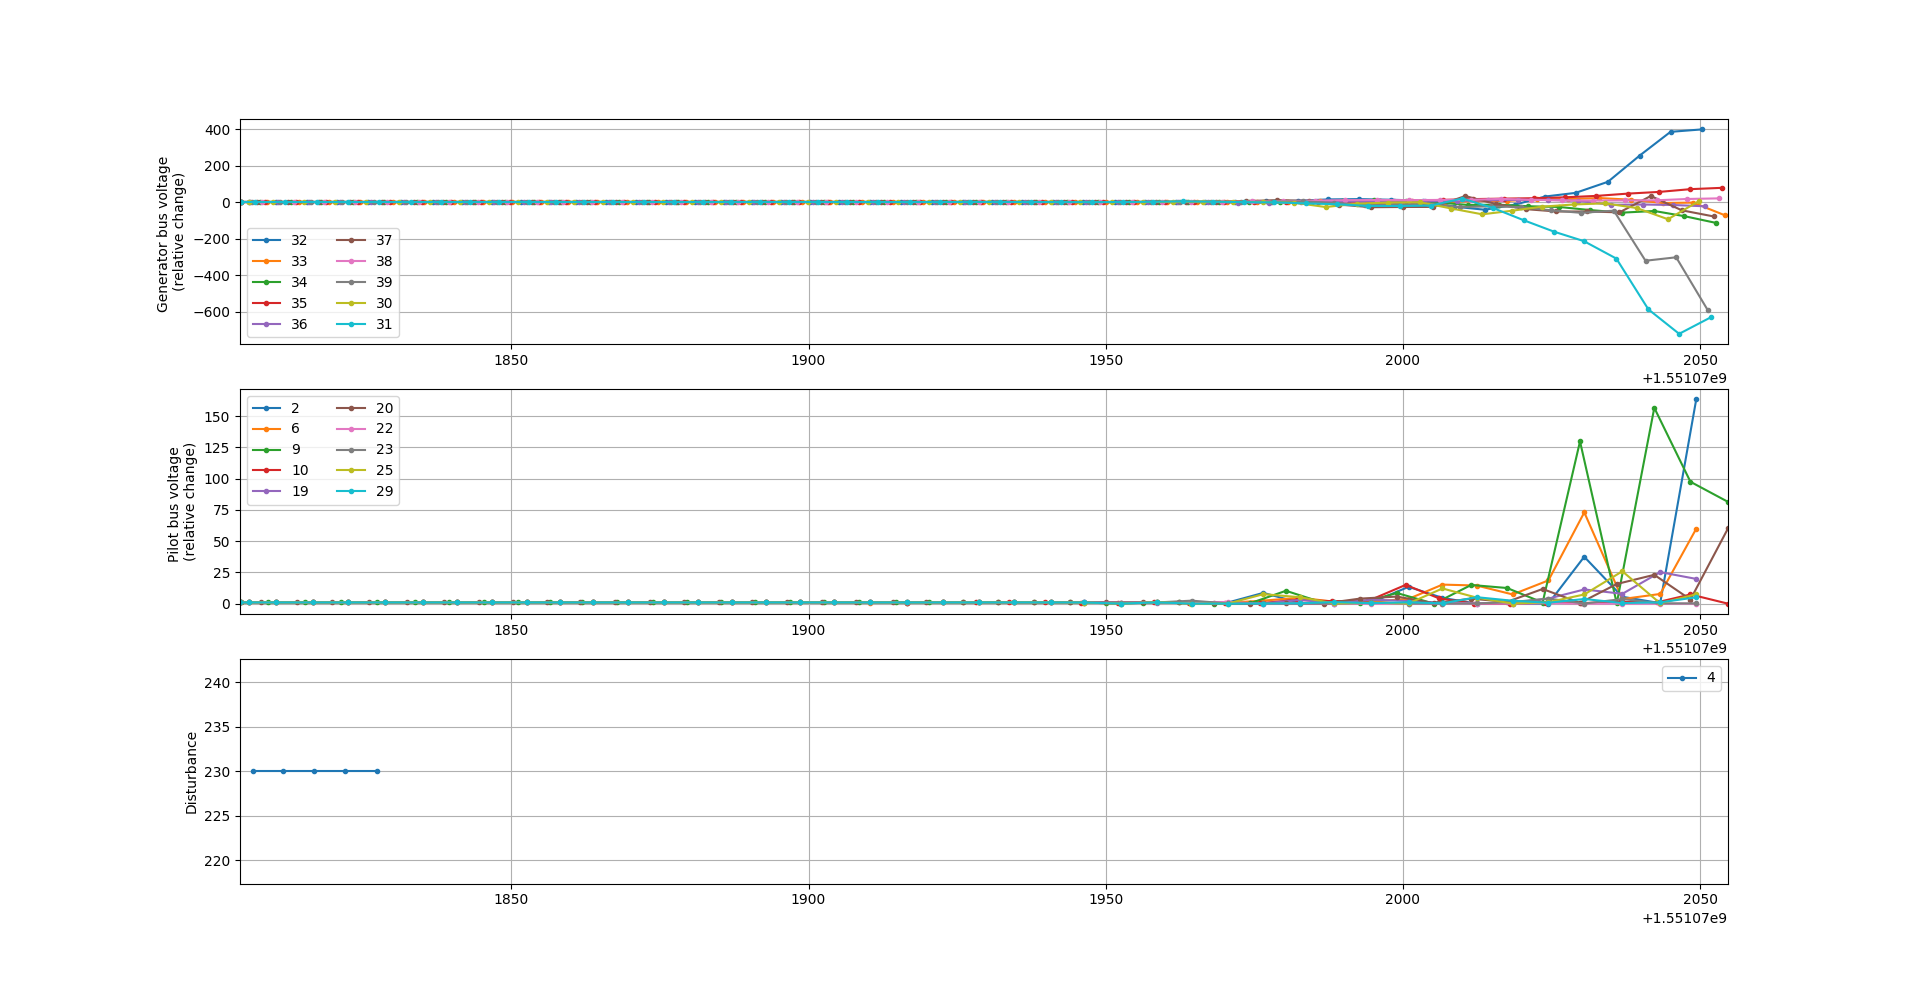 Generator bus voltage
(relative change)
400
200
0
−200
−400
−600
32 37
33 38
34 39
35 30
36 31
1850 1900 1950 2000 2050
+1.55107e9
Pilot bus voltage
(relative change)
150
125
100
75
50
25
0
2 20
6 22
9 23
10 25
19 29
1850 1900 1950 2000 2050
+1.55107e9
Disturbance
240
235
230
225
220
4
1850 1900 1950 2000 2050
+1.55107e9